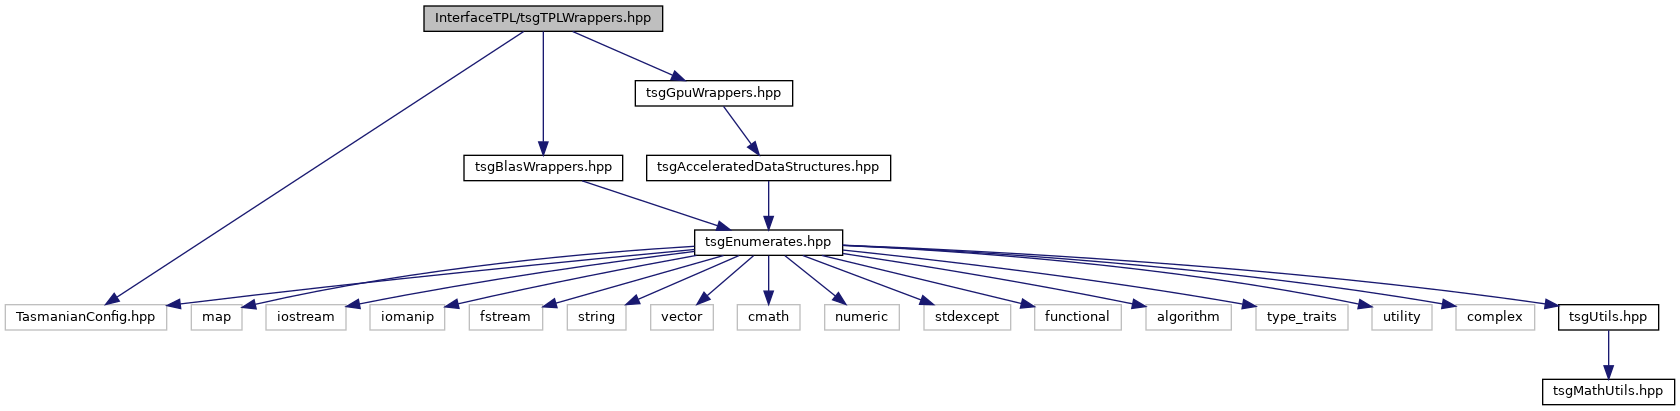 InterfaceTPL/tsgTPLWrappers.hpp
tsgGpuWrappers.hpp
tsgBlasWrappers.hpp
tsgAcceleratedDataStructures.hpp
tsgEnumerates.hpp
TasmanianConfig.hpp
map
iostream
iomanip
fstream
string
vector
cmath
numeric
stdexcept
functional
algorithm
type_traits
utility
complex
tsgUtils.hpp
tsgMathUtils.hpp